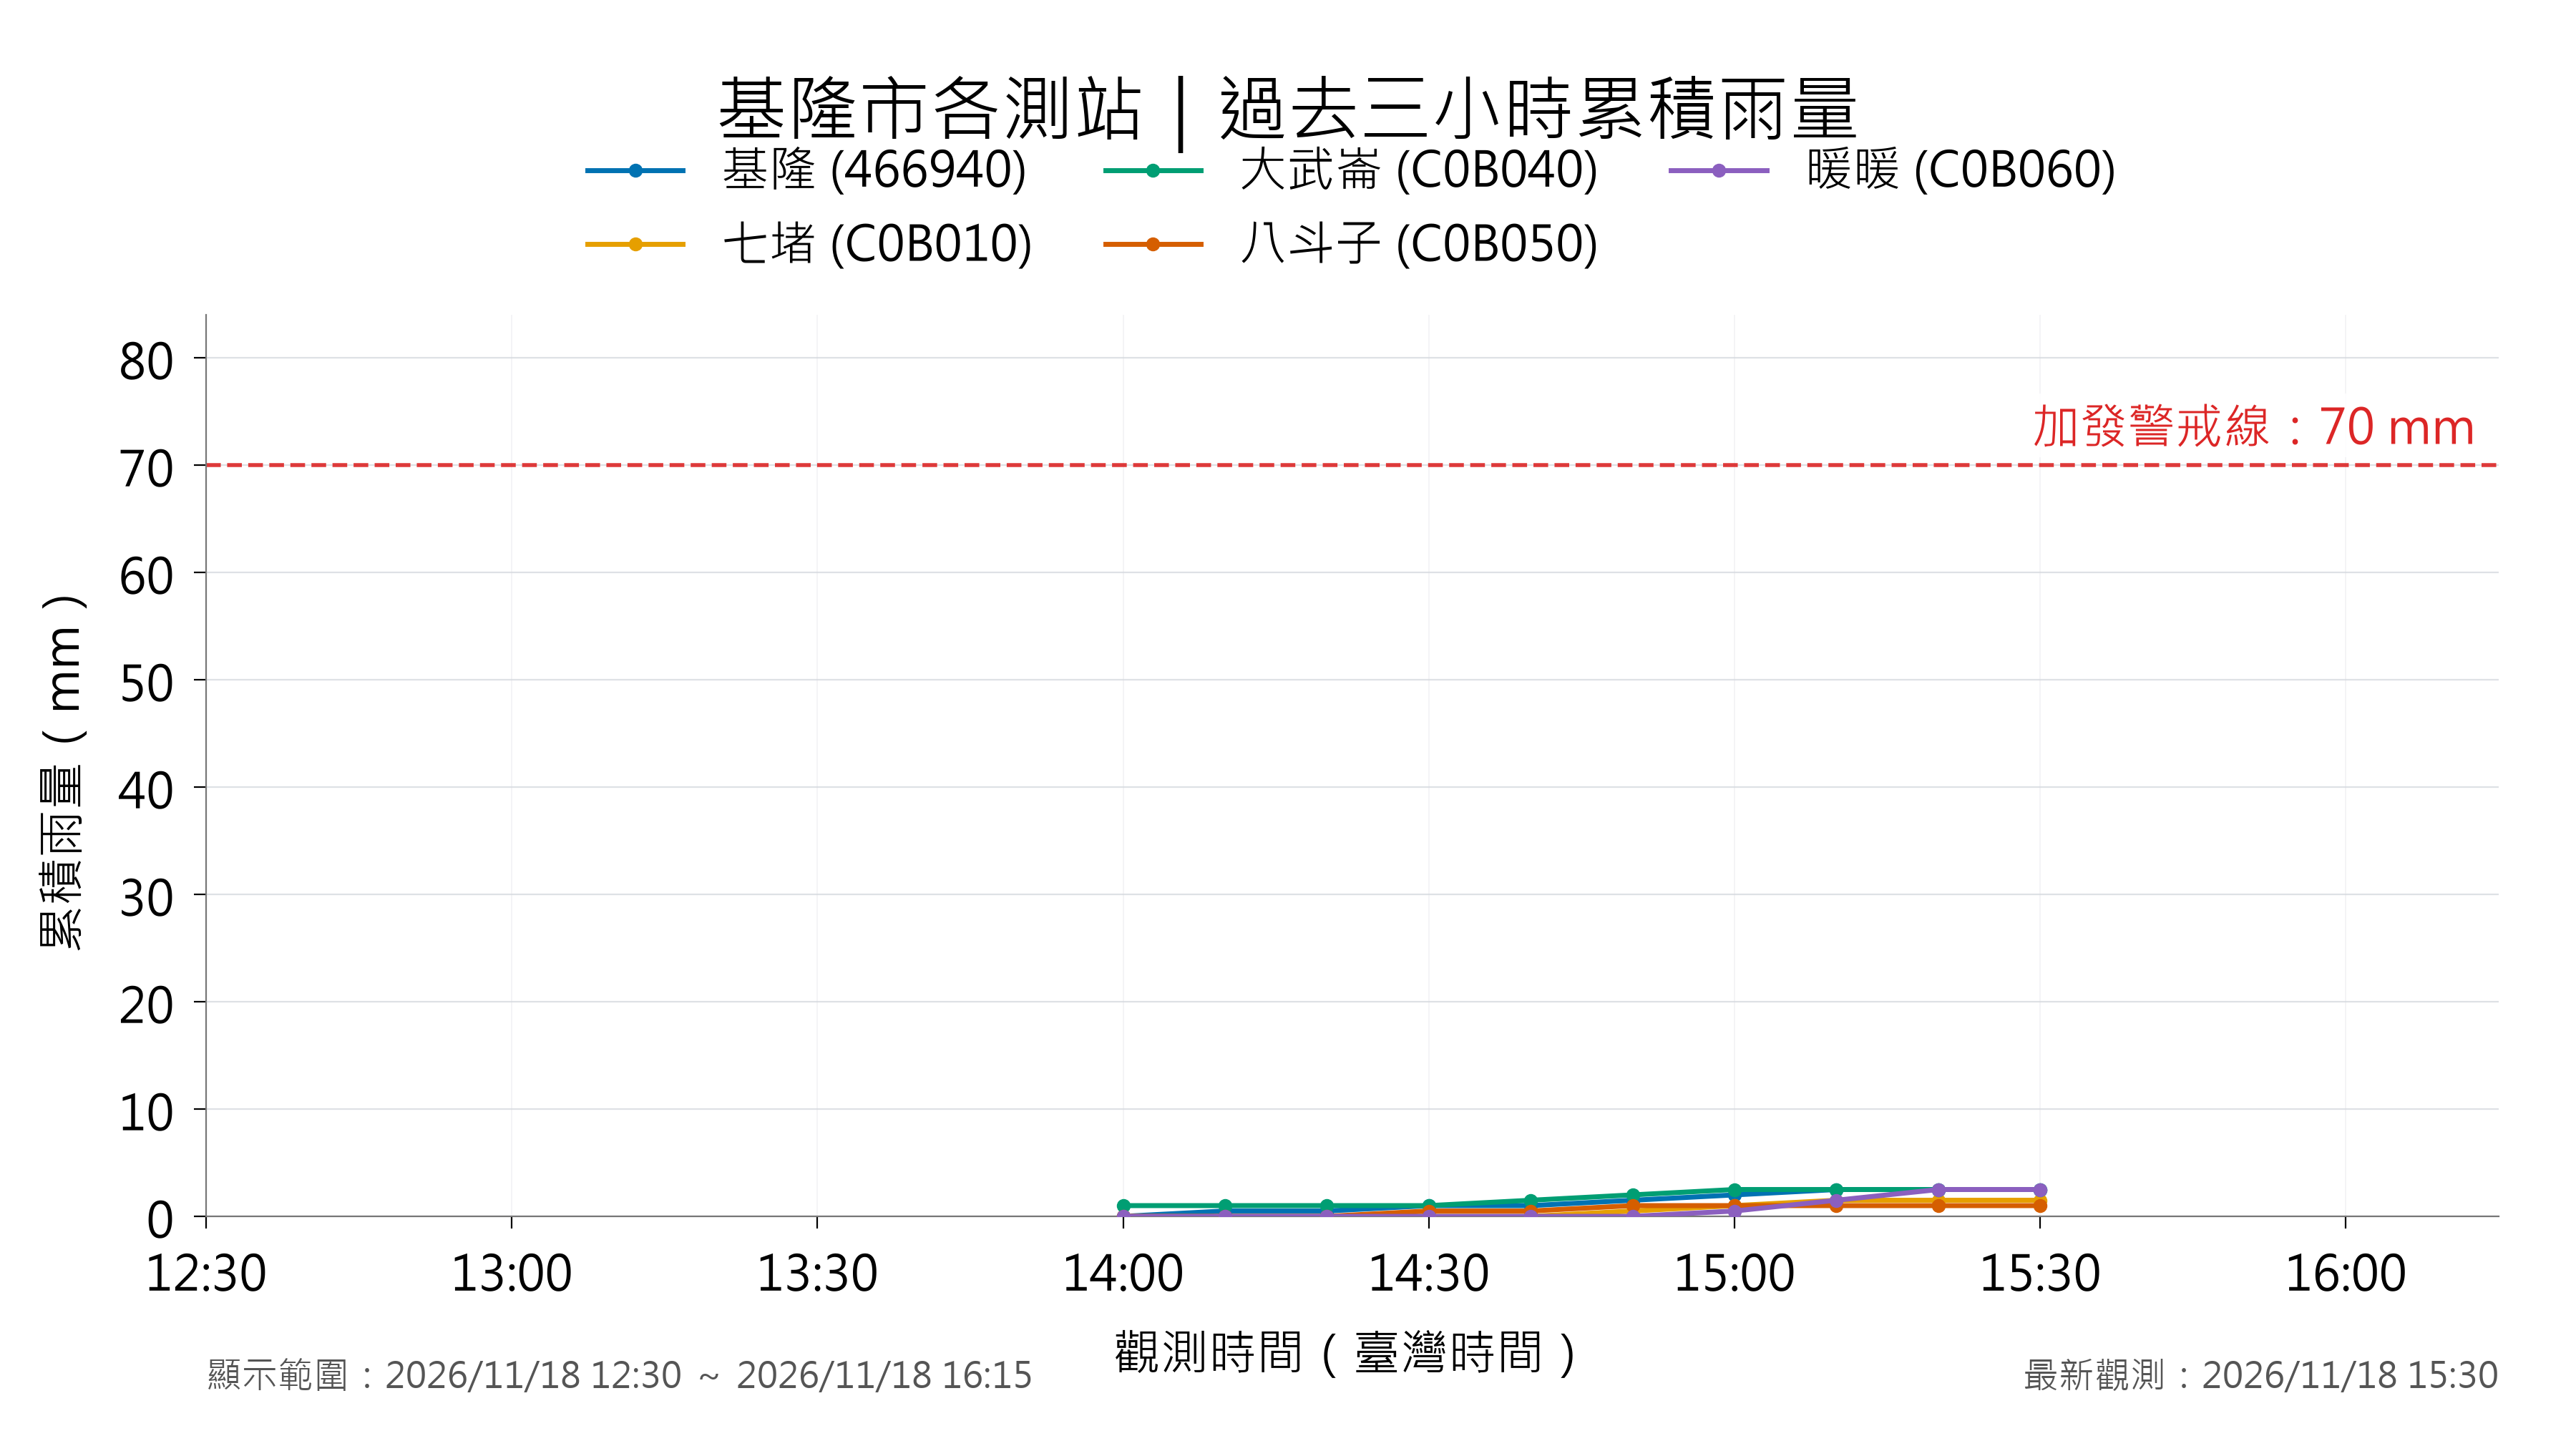 基隆市各測站｜過去三小時累積雨量
基隆 (466940)
大武崙 (C0B040)
暖暖 (C0B060)
七堵 (C0B010)
八斗子 (C0B050)
80
加發警戒線：70 mm
70
60
50
40
30
20
10
0
累積雨量（mm）
12:30 13:00 13:30 14:00 14:30 15:00 15:30 16:00
觀測時間（臺灣時間）
顯示範圍：2026/11/18 12:30 ~ 2026/11/18 16:15
最新觀測：2026/11/18 15:30